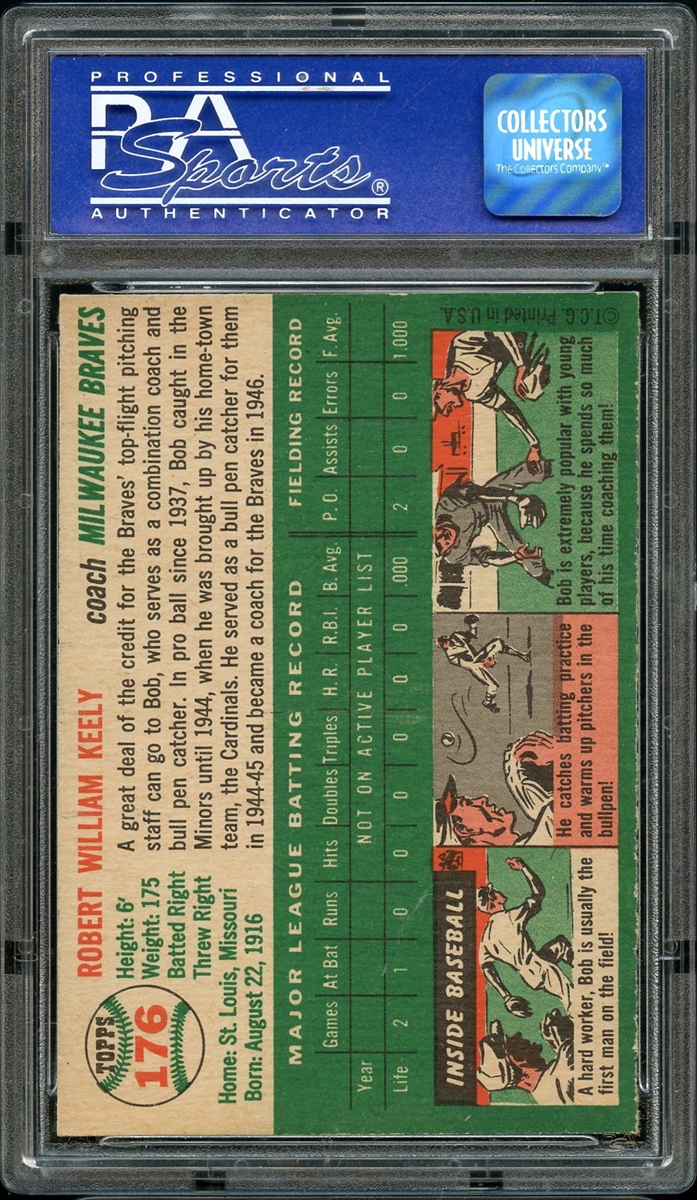 PROFESSIONAL
PSA
Sports®
AUTHENTICATOR
COLLECTORS
UNIVERSE
The Collectors Company™
TOPPS
176
ROBERT WILLIAM KEELY
coach MILWAUKEE BRAVES
Height: 6'
Weight: 175
Batted Right
Threw Right
Home: St. Louis, Missouri
Born: August 22, 1916
A great deal of the credit for the Braves' top-flight pitching
staff can go to Bob, who serves as a combination coach and
bull pen catcher. In pro ball since 1937, Bob caught in the
Minors until 1944, when he was brought up by his home-town
team, the Cardinals. He served as a bull pen catcher for them
in 1944-45 and became a coach for the Braves in 1946.
MAJOR LEAGUE BATTING RECORD FIELDING RECORD
Games At Bat Runs Hits Doubles Triples H. R. R.B.I. B. Avg. P. O. Assists Errors F. Avg.
Year NOT ON ACTIVE PLAYER LIST
Life 2 1 0 0 0 0 0 0 .000 2 0 0 1.000
INSIDE BASEBALL
A hard worker, Bob is usually the
first man on the field!
He catches batting practice
and warms up pitchers in the
bullpen!
Bob is extremely popular with young
players, because he spends so much
of his time coaching them!
©T.C.G. Printed in U.S.A.